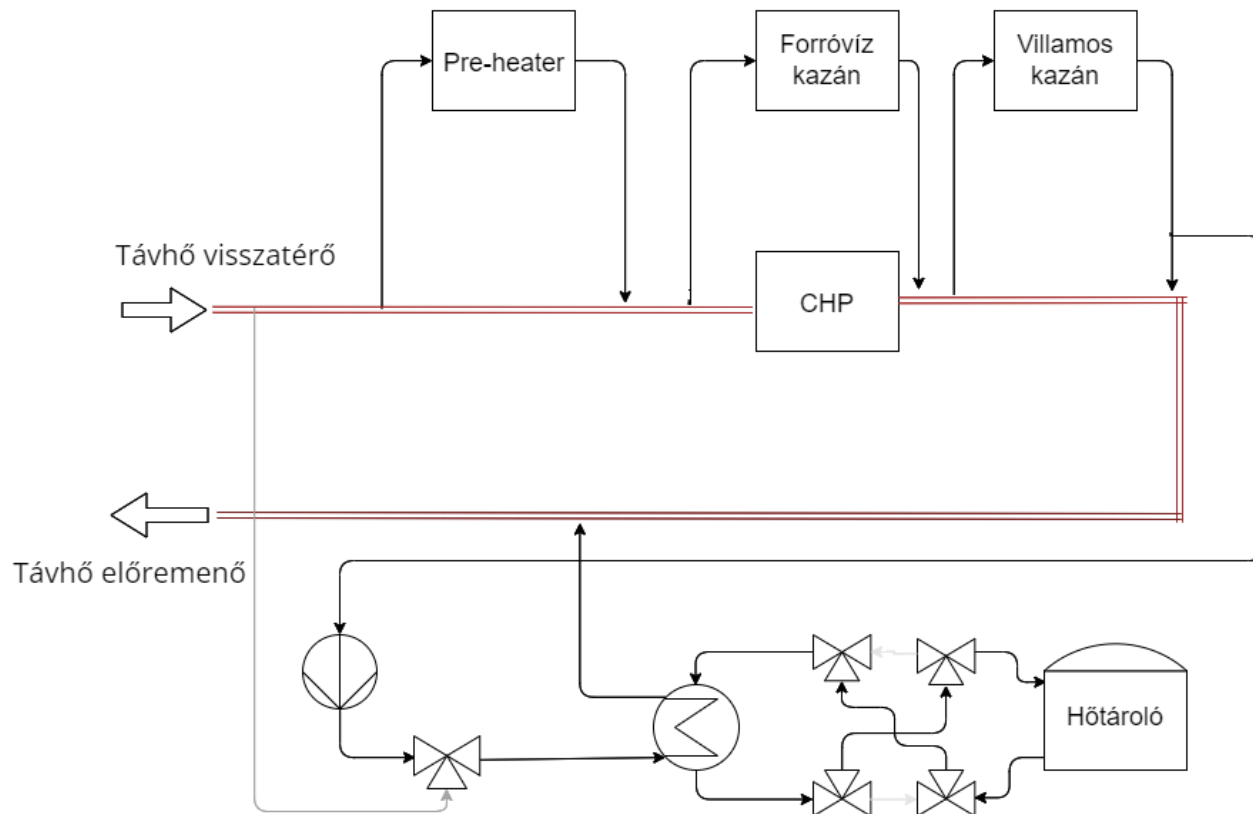 Pre-heater
Forróvíz
kazán
Villamos
kazán
Távhő visszatérő
CHP
Távhő előremenő
Hőtároló